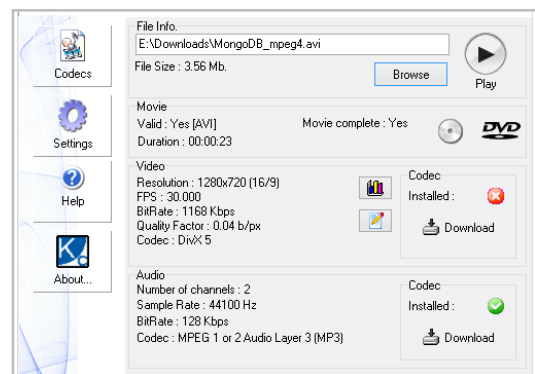 Codecs
Settings
Help
K
About...
File Info.
E:\Downloads\MongoDB_mpeg4.avi
File Size : 3.56 Mb.
Browse
Play
Movie
Valid : Yes [AVI]
Movie complete : Yes
Duration : 00:00:23
DVD
Video
Resolution : 1280x720 (16/9)
FPS : 30.000
BitRate : 1168 Kbps
Quality Factor : 0.04 b/px
Codec : DivX 5
Codec
Installed :
Download
Audio
Number of channels : 2
Sample Rate : 44100 Hz
BitRate : 128 Kbps
Codec : MPEG 1 or 2 Audio Layer 3 (MP3)
Codec
Installed :
Download